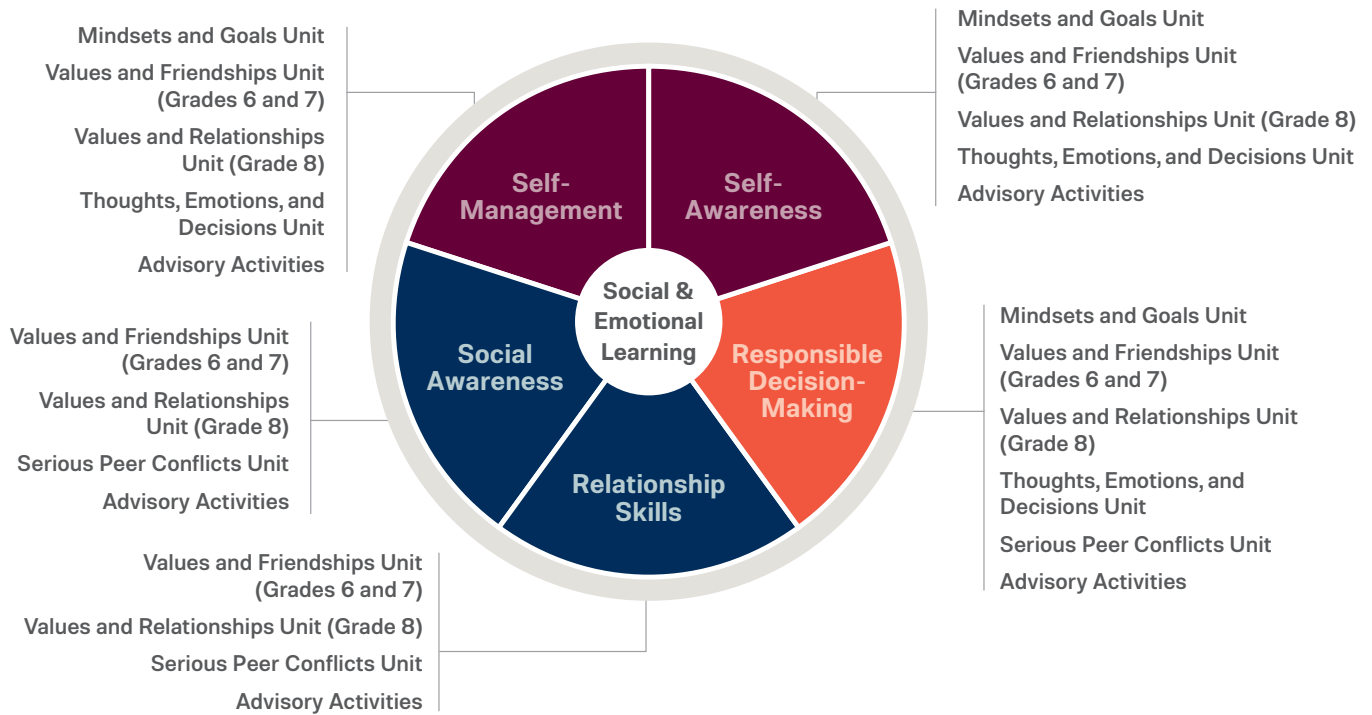 Mindsets and Goals Unit
Values and Friendships Unit
(Grades 6 and 7)
Values and Relationships
Unit (Grade 8)
Thoughts, Emotions, and
Decisions Unit
Advisory Activities
Mindsets and Goals Unit
Values and Friendships Unit
(Grades 6 and 7)
Values and Relationships Unit (Grade 8)
Thoughts, Emotions, and Decisions Unit
Advisory Activities
Self-
Management
Self-
Awareness
Social &
Emotional
Learning
Social
Awareness
Responsible
Decision-
Making
Relationship
Skills
Values and Friendships Unit
(Grades 6 and 7)
Values and Relationships
Unit (Grade 8)
Serious Peer Conflicts Unit
Advisory Activities
Mindsets and Goals Unit
Values and Friendships Unit
(Grades 6 and 7)
Values and Relationships Unit
(Grade 8)
Thoughts, Emotions, and
Decisions Unit
Serious Peer Conflicts Unit
Advisory Activities
Values and Friendships Unit
(Grades 6 and 7)
Values and Relationships Unit (Grade 8)
Serious Peer Conflicts Unit
Advisory Activities